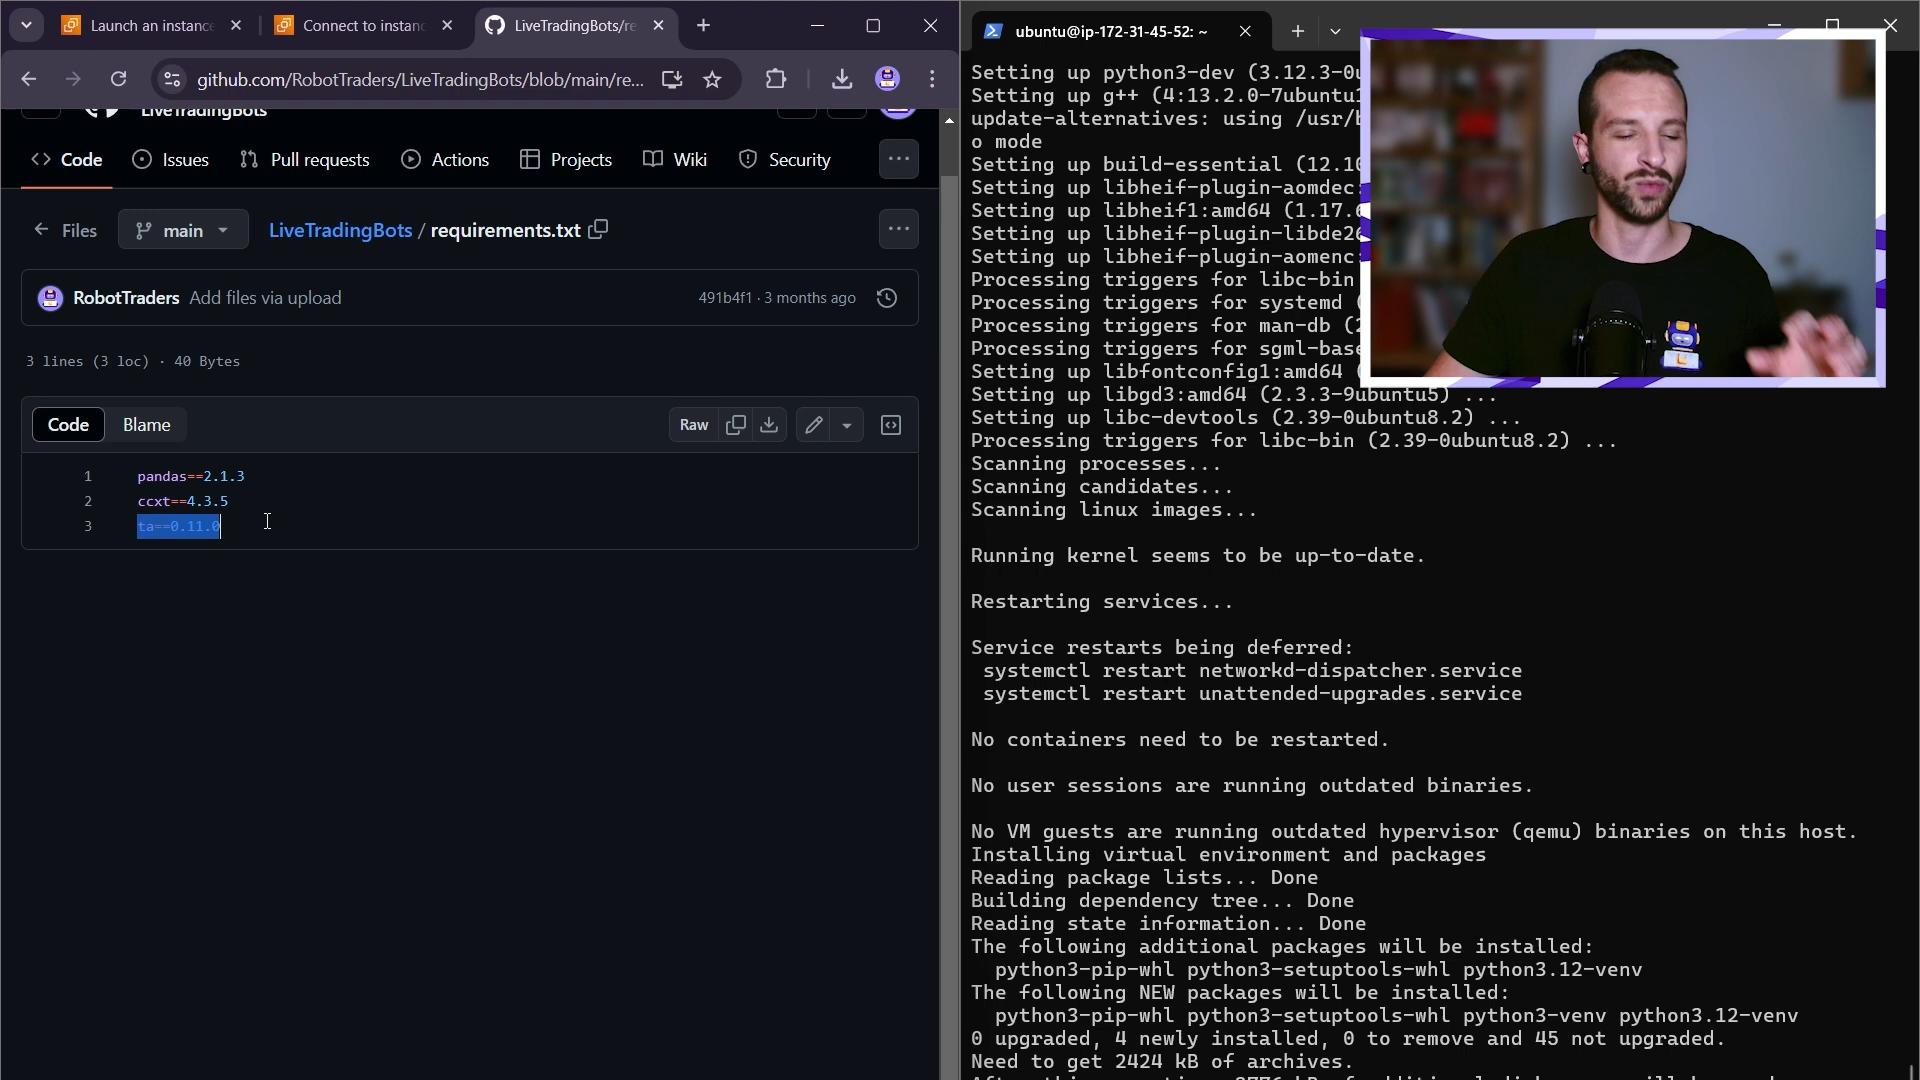 Launch an instance
Connect to instanc
LiveTradingBots/re
github.com/RobotTraders/LiveTradingBots/blob/main/re...
LiveTradingBots
Code
Issues
Pull requests
Actions
Projects
Wiki
Security
Files
main
LiveTradingBots / requirements.txt
RobotTraders Add files via upload
491b4f1 · 3 months ago
3 lines (3 loc) · 40 Bytes
Code
Blame
Raw
1 pandas==2.1.3
2 ccxt==4.3.5
3 ta==0.11.0
ubuntu@ip-172-31-45-52: ~
Setting up python3-dev (3.12.3-0u
Setting up g++ (4:13.2.0-7ubuntu1
update-alternatives: using /usr/b
o mode
Setting up build-essential (12.10
Setting up libheif-plugin-aomdec:
Setting up libheif1:amd64 (1.17.6
Setting up libheif-plugin-libde26
Setting up libheif-plugin-aomenc:
Processing triggers for libc-bin
Processing triggers for systemd (
Processing triggers for man-db (2
Processing triggers for sgml-base
Setting up libfontconfig1:amd64 (
Setting up libgd3:amd64 (2.3.3-9ubuntu5) ...
Setting up libc-devtools (2.39-0ubuntu8.2) ...
Processing triggers for libc-bin (2.39-0ubuntu8.2) ...
Scanning processes...
Scanning candidates...
Scanning linux images...
Running kernel seems to be up-to-date.
Restarting services...
Service restarts being deferred:
systemctl restart networkd-dispatcher.service
systemctl restart unattended-upgrades.service
No containers need to be restarted.
No user sessions are running outdated binaries.
No VM guests are running outdated hypervisor (qemu) binaries on this host.
Installing virtual environment and packages
Reading package lists... Done
Building dependency tree... Done
Reading state information... Done
The following additional packages will be installed:
python3-pip-whl python3-setuptools-whl python3.12-venv
The following NEW packages will be installed:
python3-pip-whl python3-setuptools-whl python3-venv python3.12-venv
0 upgraded, 4 newly installed, 0 to remove and 45 not upgraded.
Need to get 2424 kB of archives.